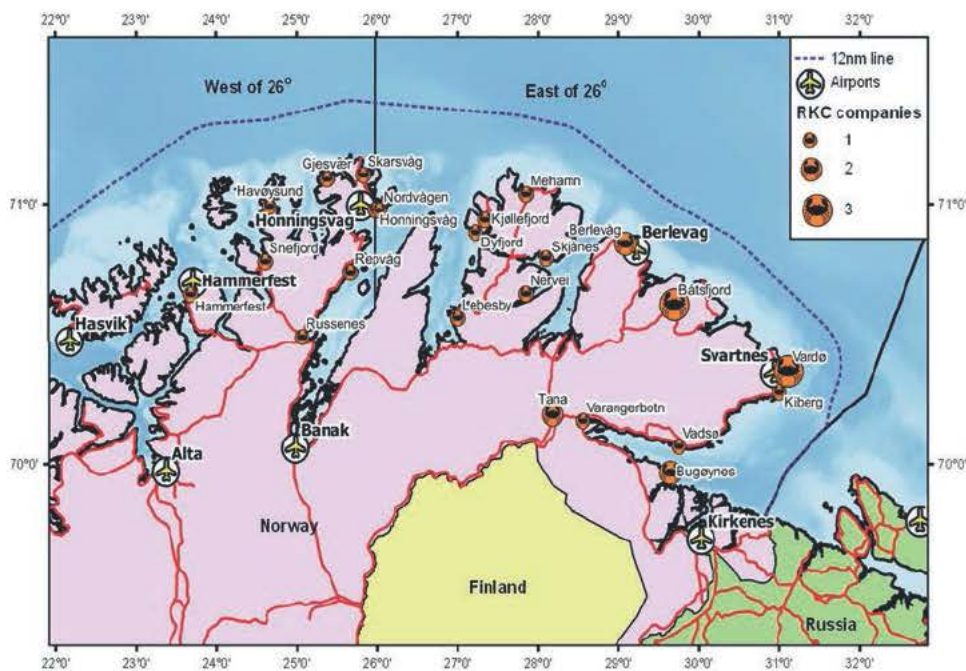 22°0' 23°0' 24°0' 25°0' 26°0' 27°0' 28°0' 29°0' 30°0' 31°0' 32°0'
West of 26°
East of 26°
12nm line
Airports
RKC companies
1
2
3
71°0'
71°0'
Gjesvær
Skarsvåg
Havøysund
Nordvågen
Honningsvag
Honningsvåg
Mehamn
Kjøllefjord
Dyfjord
Berlevåg
Berlevag
Snefjord
Repvåg
Skjånes
Hammerfest
Hammerfest
Nervei
Båtsfjord
Lebesby
Hasvik
Russenes
Svartnes
Vardø
Kiberg
Tana
Varangerbotn
Banak
Vadsø
Alta
70°0'
70°0'
Bugøynes
Norway
Kirkenes
Finland
Russia
22°0' 23°0' 24°0' 25°0' 26°0' 27°0' 28°0' 29°0' 30°0' 31°0' 32°0'